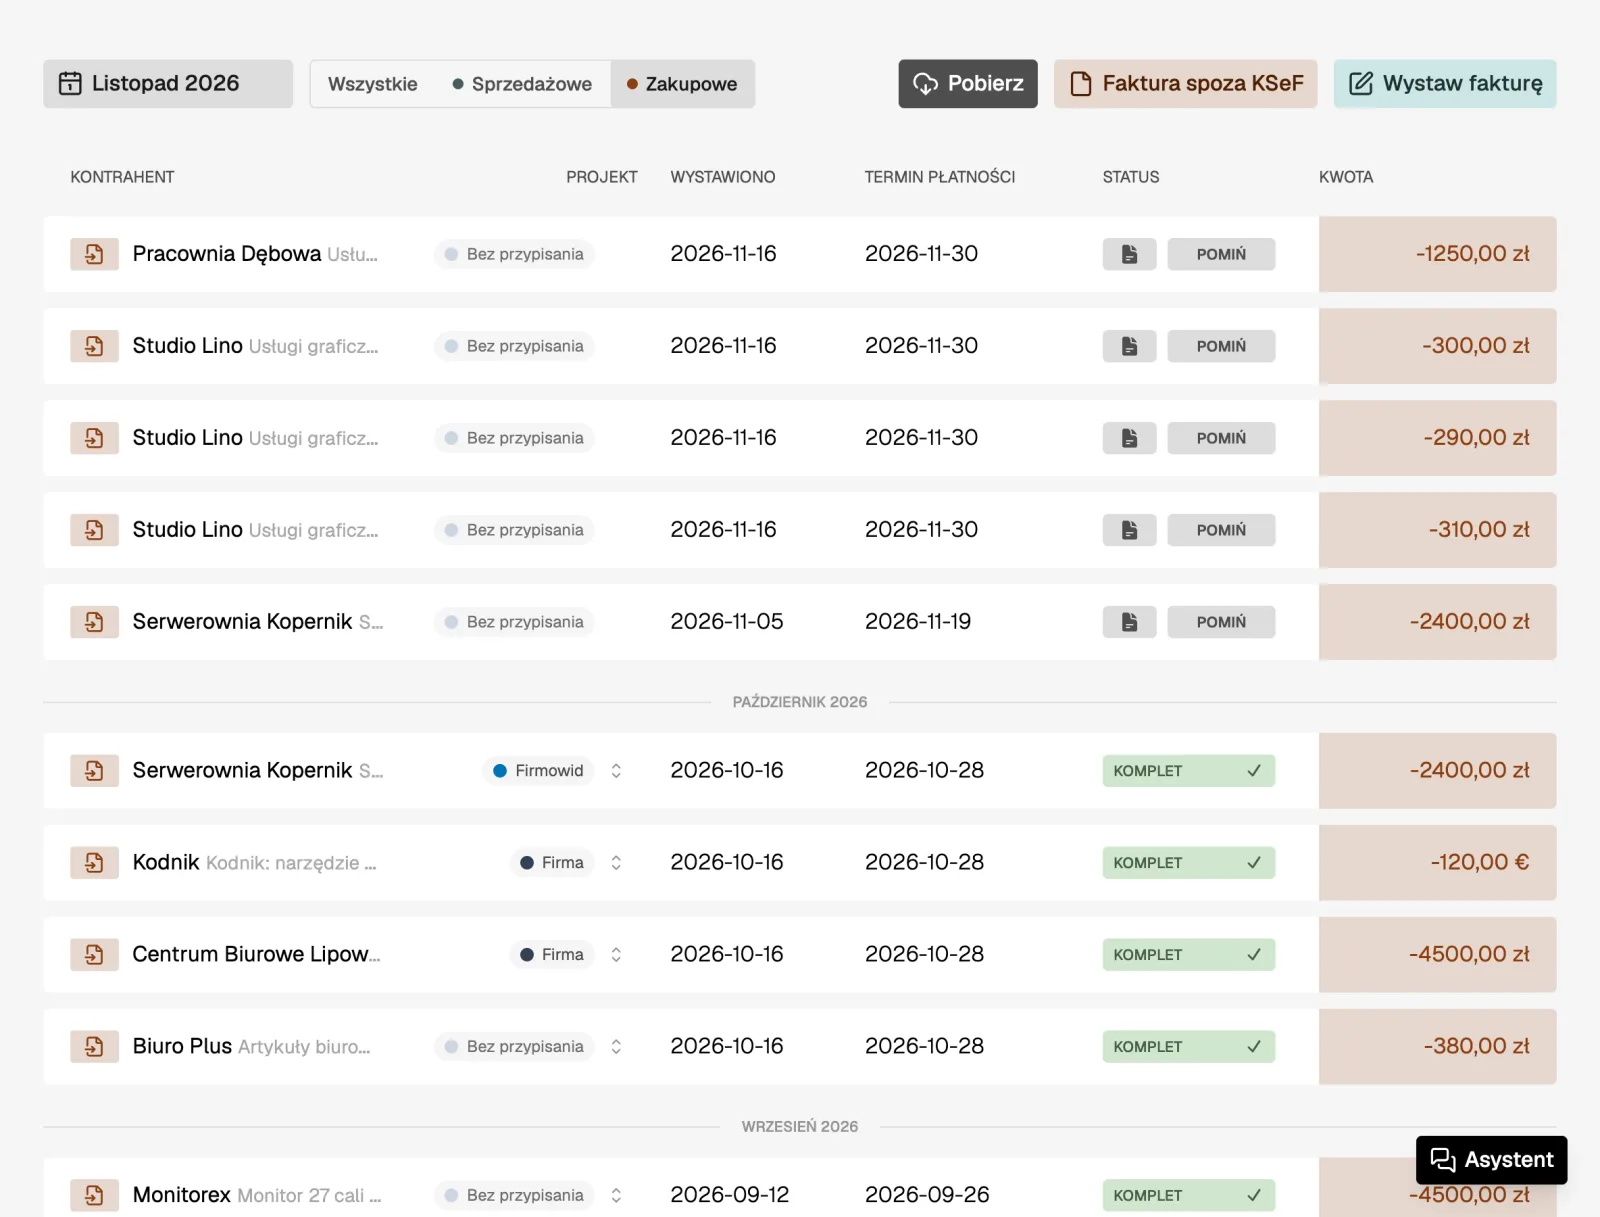 Listopad 2026 Wszystkie Sprzedażowe Zakupowe Pobierz Faktura spoza KSeF Wystaw fakturę
KONTRAHENT PROJEKT WYSTAWIONO TERMIN PŁATNOŚCI STATUS KWOTA
Pracownia Dębowa Usłu... Bez przypisania 2026-11-16 2026-11-30 POMIŃ -1250,00 zł
Studio Lino Usługi graficz... Bez przypisania 2026-11-16 2026-11-30 POMIŃ -300,00 zł
Studio Lino Usługi graficz... Bez przypisania 2026-11-16 2026-11-30 POMIŃ -290,00 zł
Studio Lino Usługi graficz... Bez przypisania 2026-11-16 2026-11-30 POMIŃ -310,00 zł
Serwerownia Kopernik S... Bez przypisania 2026-11-05 2026-11-19 POMIŃ -2400,00 zł
PAŹDZIERNIK 2026
Serwerownia Kopernik S... Firmowid 2026-10-16 2026-10-28 KOMPLET -2400,00 zł
Kodnik Kodnik: narzędzie ... Firma 2026-10-16 2026-10-28 KOMPLET -120,00 €
Centrum Biurowe Lipow... Firma 2026-10-16 2026-10-28 KOMPLET -4500,00 zł
Biuro Plus Artykuły biuro... Bez przypisania 2026-10-16 2026-10-28 KOMPLET -380,00 zł
WRZESIEŃ 2026
Asystent
Monitorex Monitor 27 cali ... Bez przypisania 2026-09-12 2026-09-26 KOMPLET -4500,00 zł